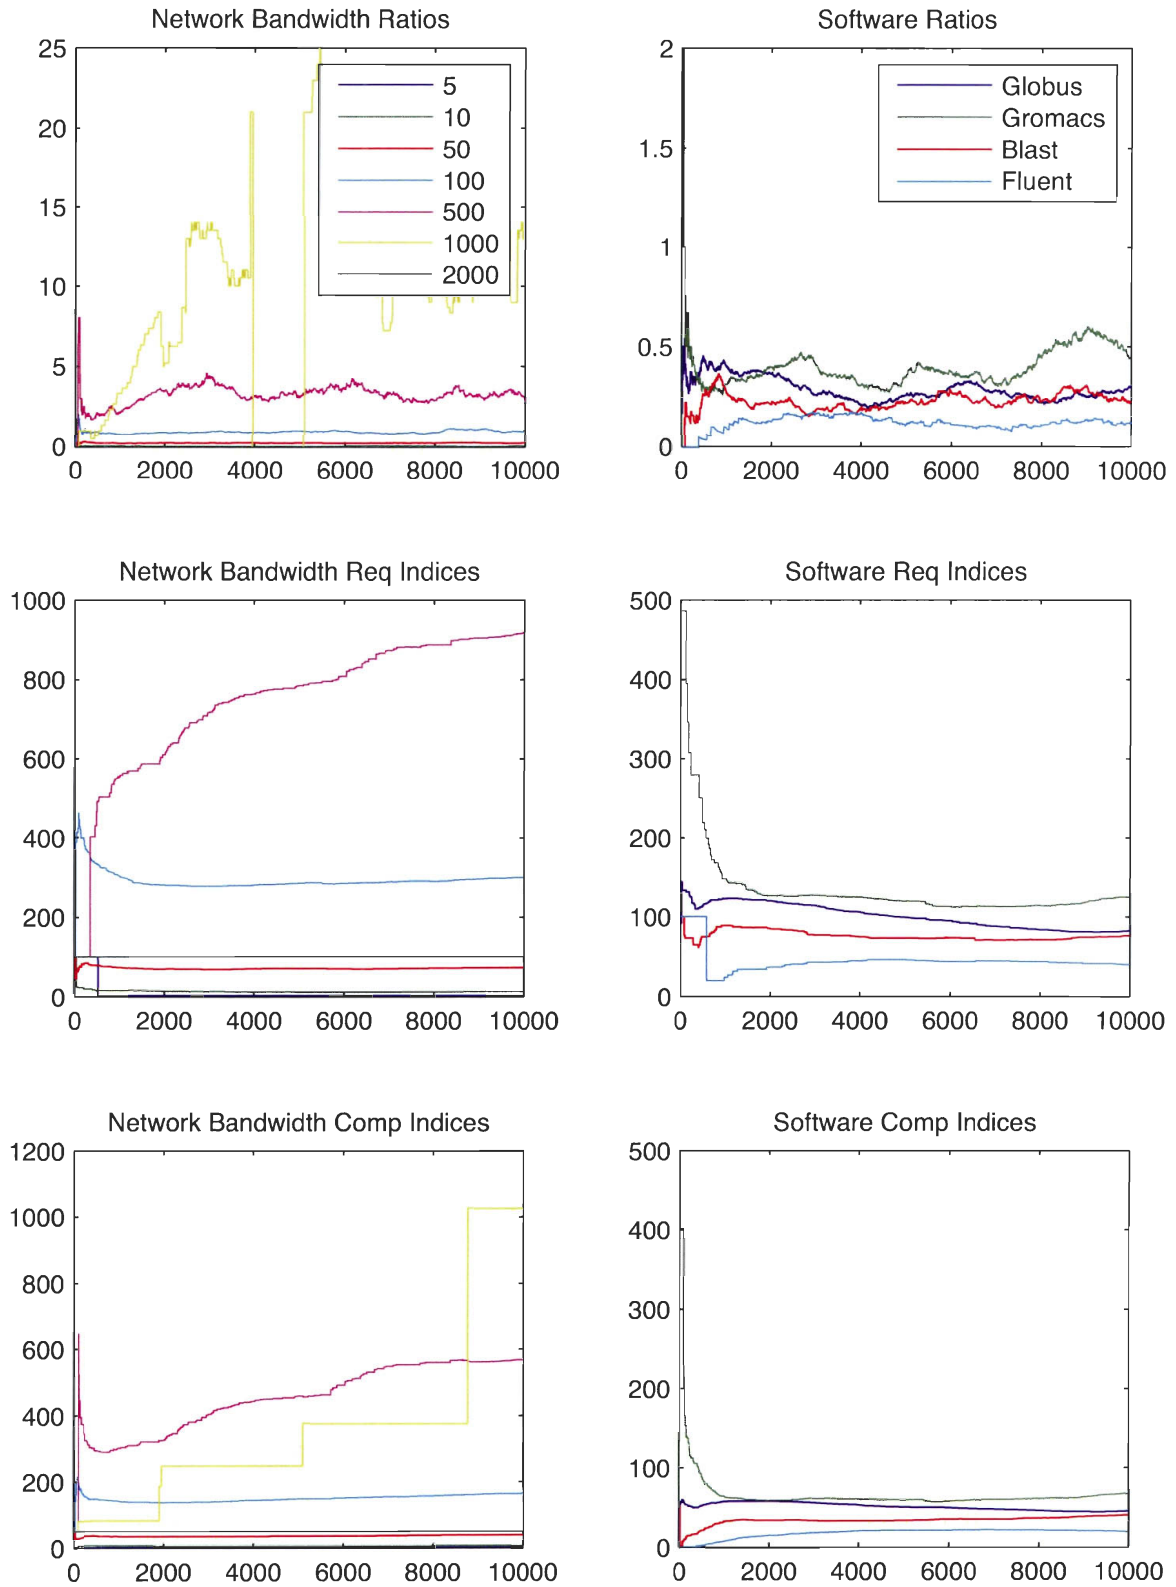 Network Bandwidth Ratios
25
20
15
10
5
0
0 2000 4000 6000 8000 10000
5
10
50
100
500
1000
2000
Software Ratios
2
1.5
1
0.5
0
0 2000 4000 6000 8000 10000
Globus
Gromacs
Blast
Fluent
Network Bandwidth Req Indices
1000
800
600
400
200
0
0 2000 4000 6000 8000 10000
Software Req Indices
500
400
300
200
100
0
0 2000 4000 6000 8000 10000
Network Bandwidth Comp Indices
1200
1000
800
600
400
200
0
0 2000 4000 6000 8000 10000
Software Comp Indices
500
400
300
200
100
0
0 2000 4000 6000 8000 10000